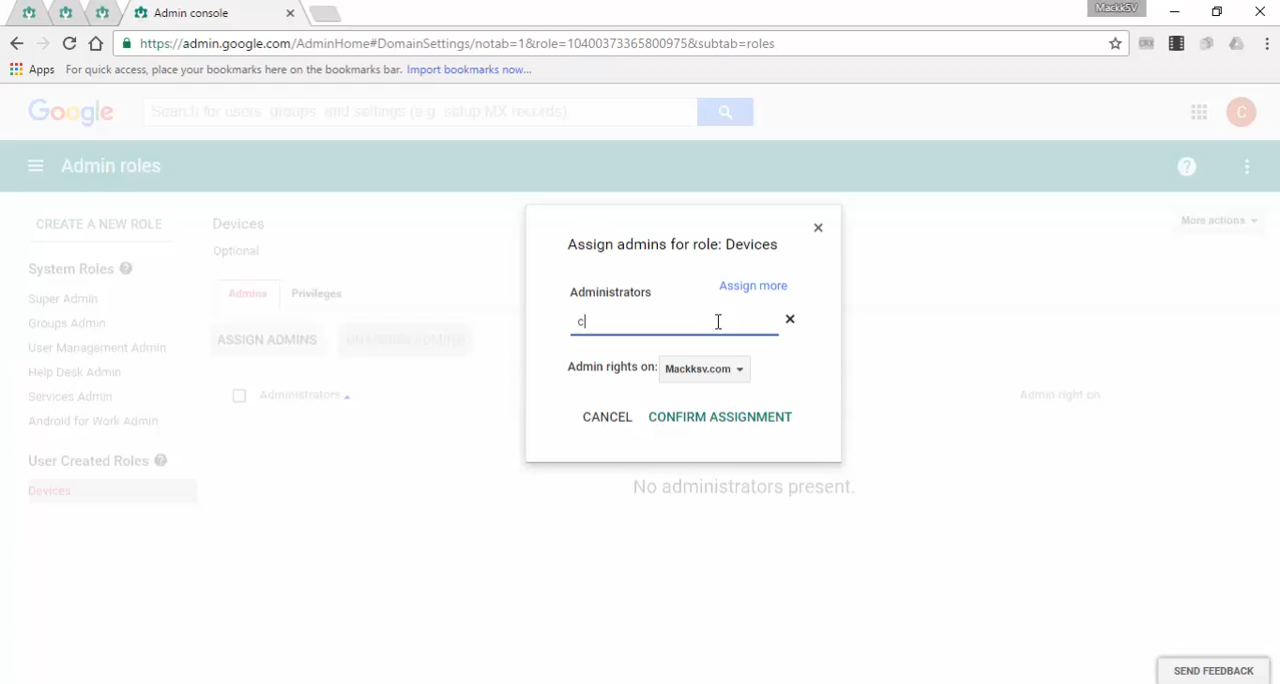 Admin console
MackkSV
https://admin.google.com/AdminHome#DomainSettings/notab=1&role=10400373365800975&subtab=roles
Apps For quick access, place your bookmarks here on the bookmarks bar. Import bookmarks now...
Google
Search for users, groups, and settings (e.g. setup MX records)
C
Admin roles
CREATE A NEW ROLE
Devices
More actions
Optional
System Roles
Super Admin
Groups Admin
User Management Admin
Help Desk Admin
Services Admin
Android for Work Admin
User Created Roles
Devices
Admins Privileges
ASSIGN ADMINS
Administrators
Admin right on
No administrators present.
Assign admins for role: Devices
Administrators
Assign more
c
Admin rights on: Mackksv.com
CANCEL CONFIRM ASSIGNMENT
SEND FEEDBACK